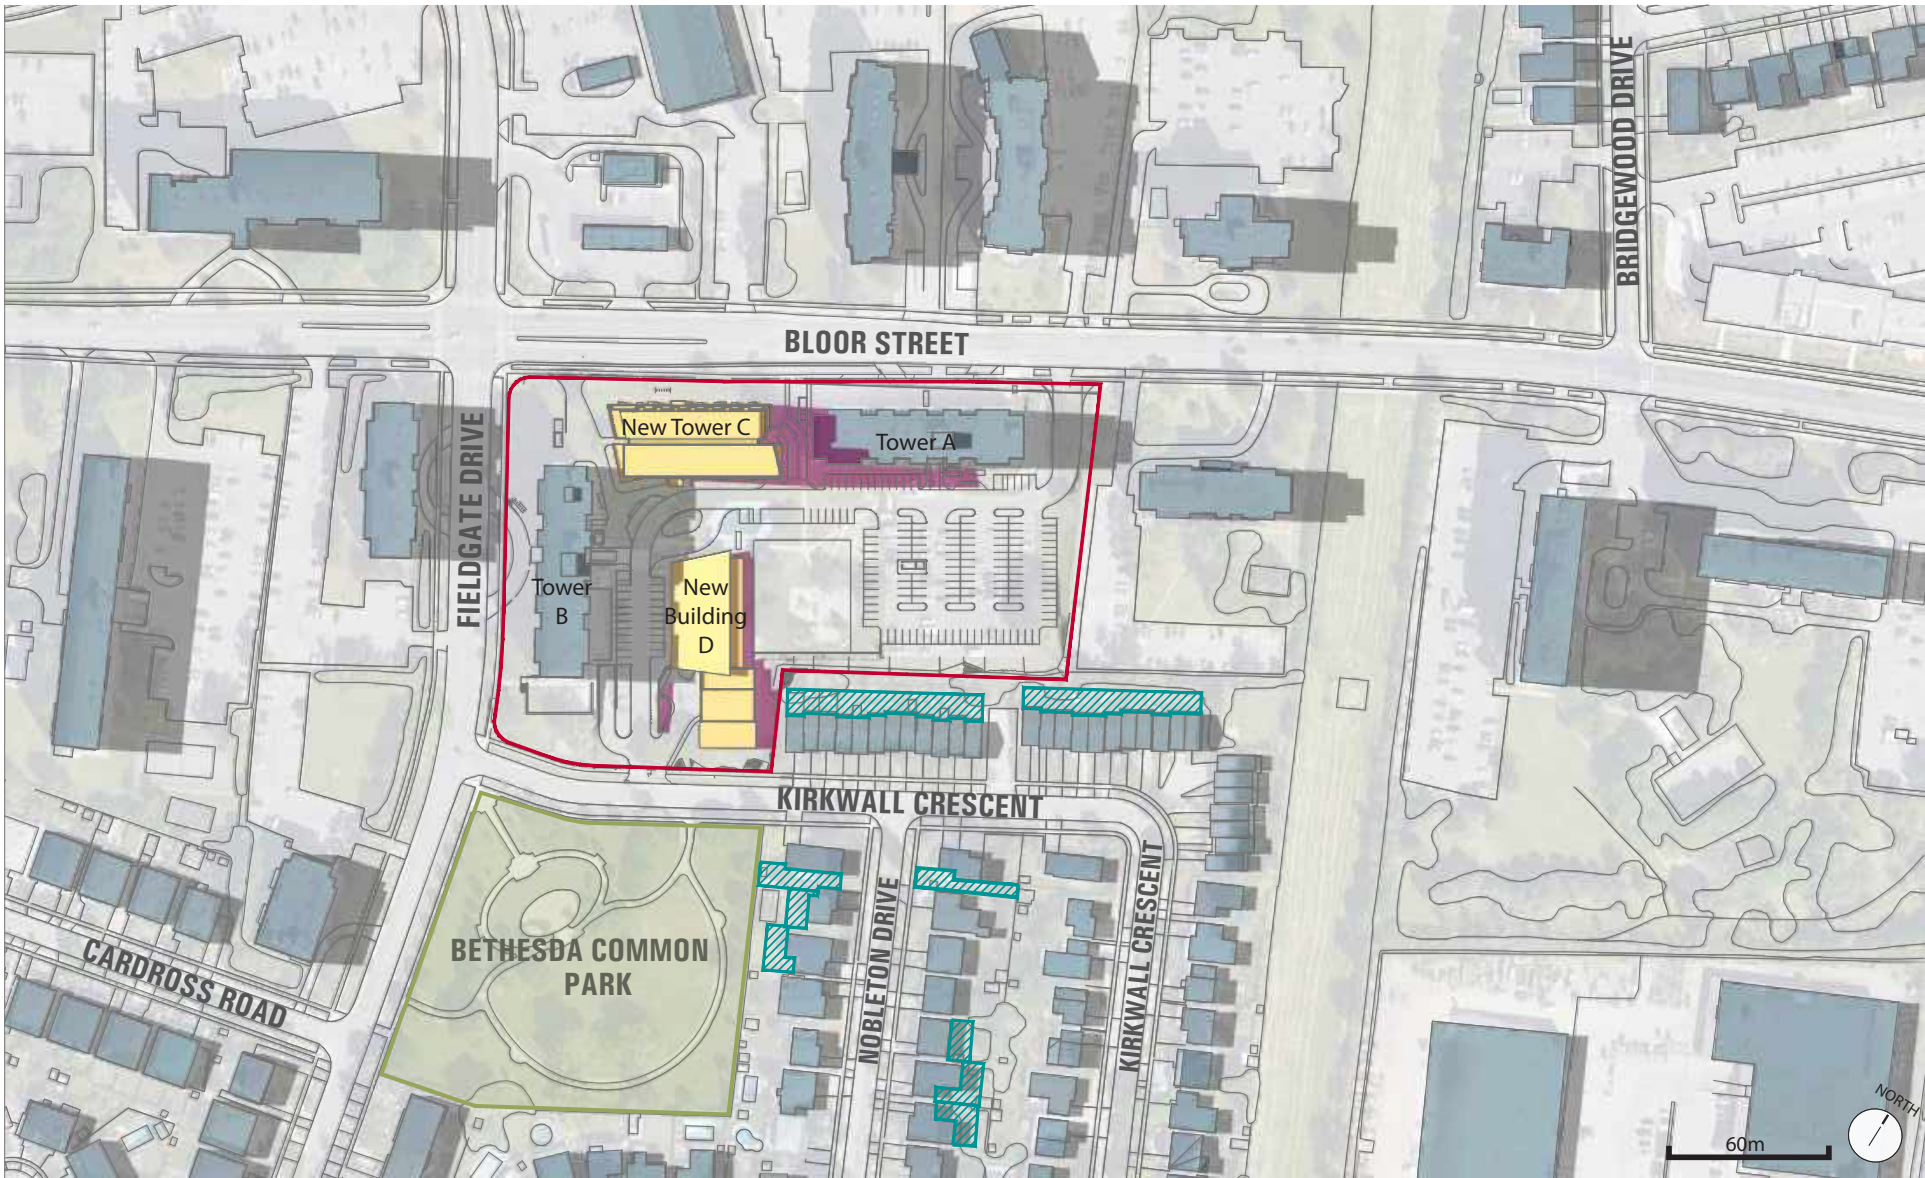 BRIDGEWOOD DRIVE
BLOOR STREET
FIELDGATE DRIVE
New Tower C
Tower A
Tower
B
New
Building
D
KIRKWALL CRESCENT
BETHESDA COMMON
PARK
CARDROSS ROAD
NOBLETON DRIVE
KIRKWALL CRESCENT
NORTH
60m